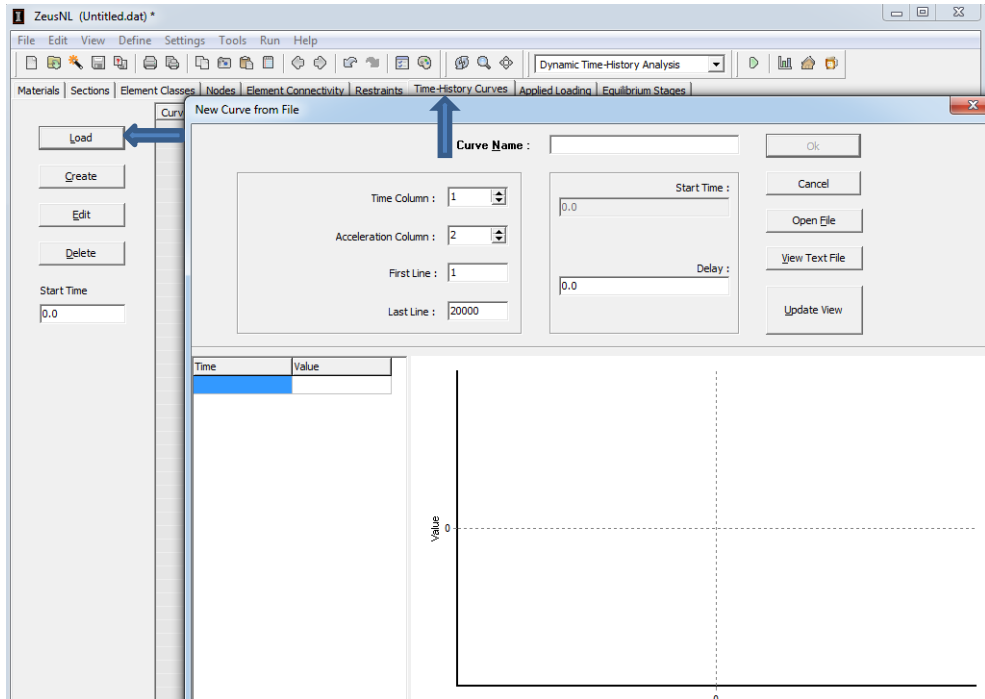 ZeusNL (Untitled.dat) *
File Edit View Define Settings Tools Run Help
Dynamic Time-History Analysis
Materials Sections Element Classes Nodes Element Connectivity Restraints Time-History Curves Applied Loading Equilibrium Stages
Curv
Load
Create
Edit
Delete
Start Time
0.0
New Curve from File
Curve Name :
Ok
Time Column : 1
Start Time :
0.0
Cancel
Acceleration Column : 2
Open File
First Line : 1
Delay :
0.0
View Text File
Last Line : 20000
Update View
Time Value
Value
0
0